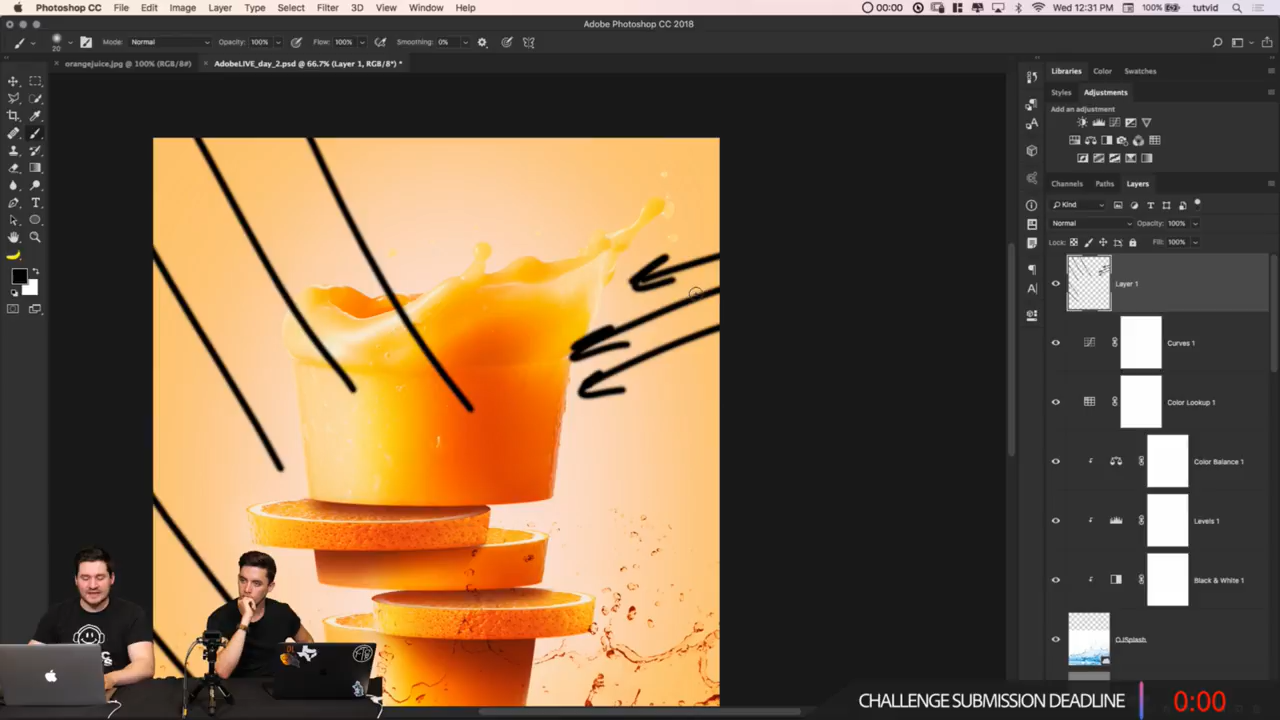 Photoshop CC File Edit Image Layer Type Select Filter 3D View Window Help 00:00 100% Wed 12:31 PM tutvid
Adobe Photoshop CC 2018
20 Mode: Normal Opacity: 100% Flow: 100% Smoothing: 0%
× orangejuice.jpg @ 100% (RGB/8#) × AdobeLIVE_day_2.psd @ 66.7% (Layer 1, RGB/8*) *
Libraries Color Swatches
Styles Adjustments
Add an adjustment
Channels Paths Layers
Kind
Normal Opacity: 100%
Lock: Fill: 100%
Layer 1
Curves 1
Color Lookup 1
Color Balance 1
Levels 1
Black & White 1
OJSplash
CHALLENGE SUBMISSION DEADLINE 0:00